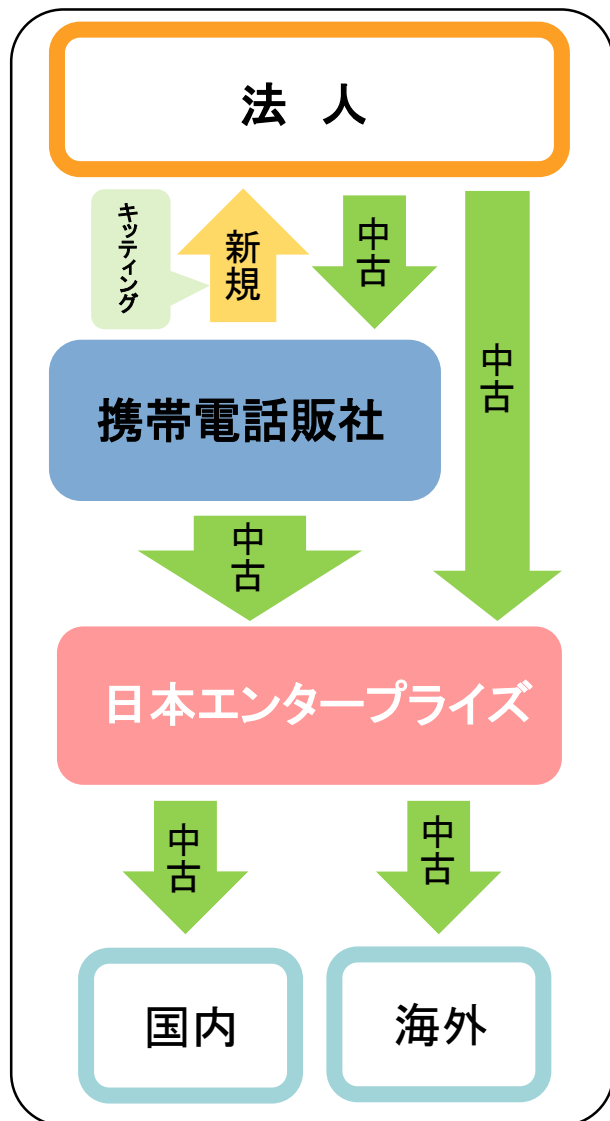 法　人
キッティング
新規
中古
中古
携帯電話販社
中古
日本エンタープライズ
中古
中古
国内
海外